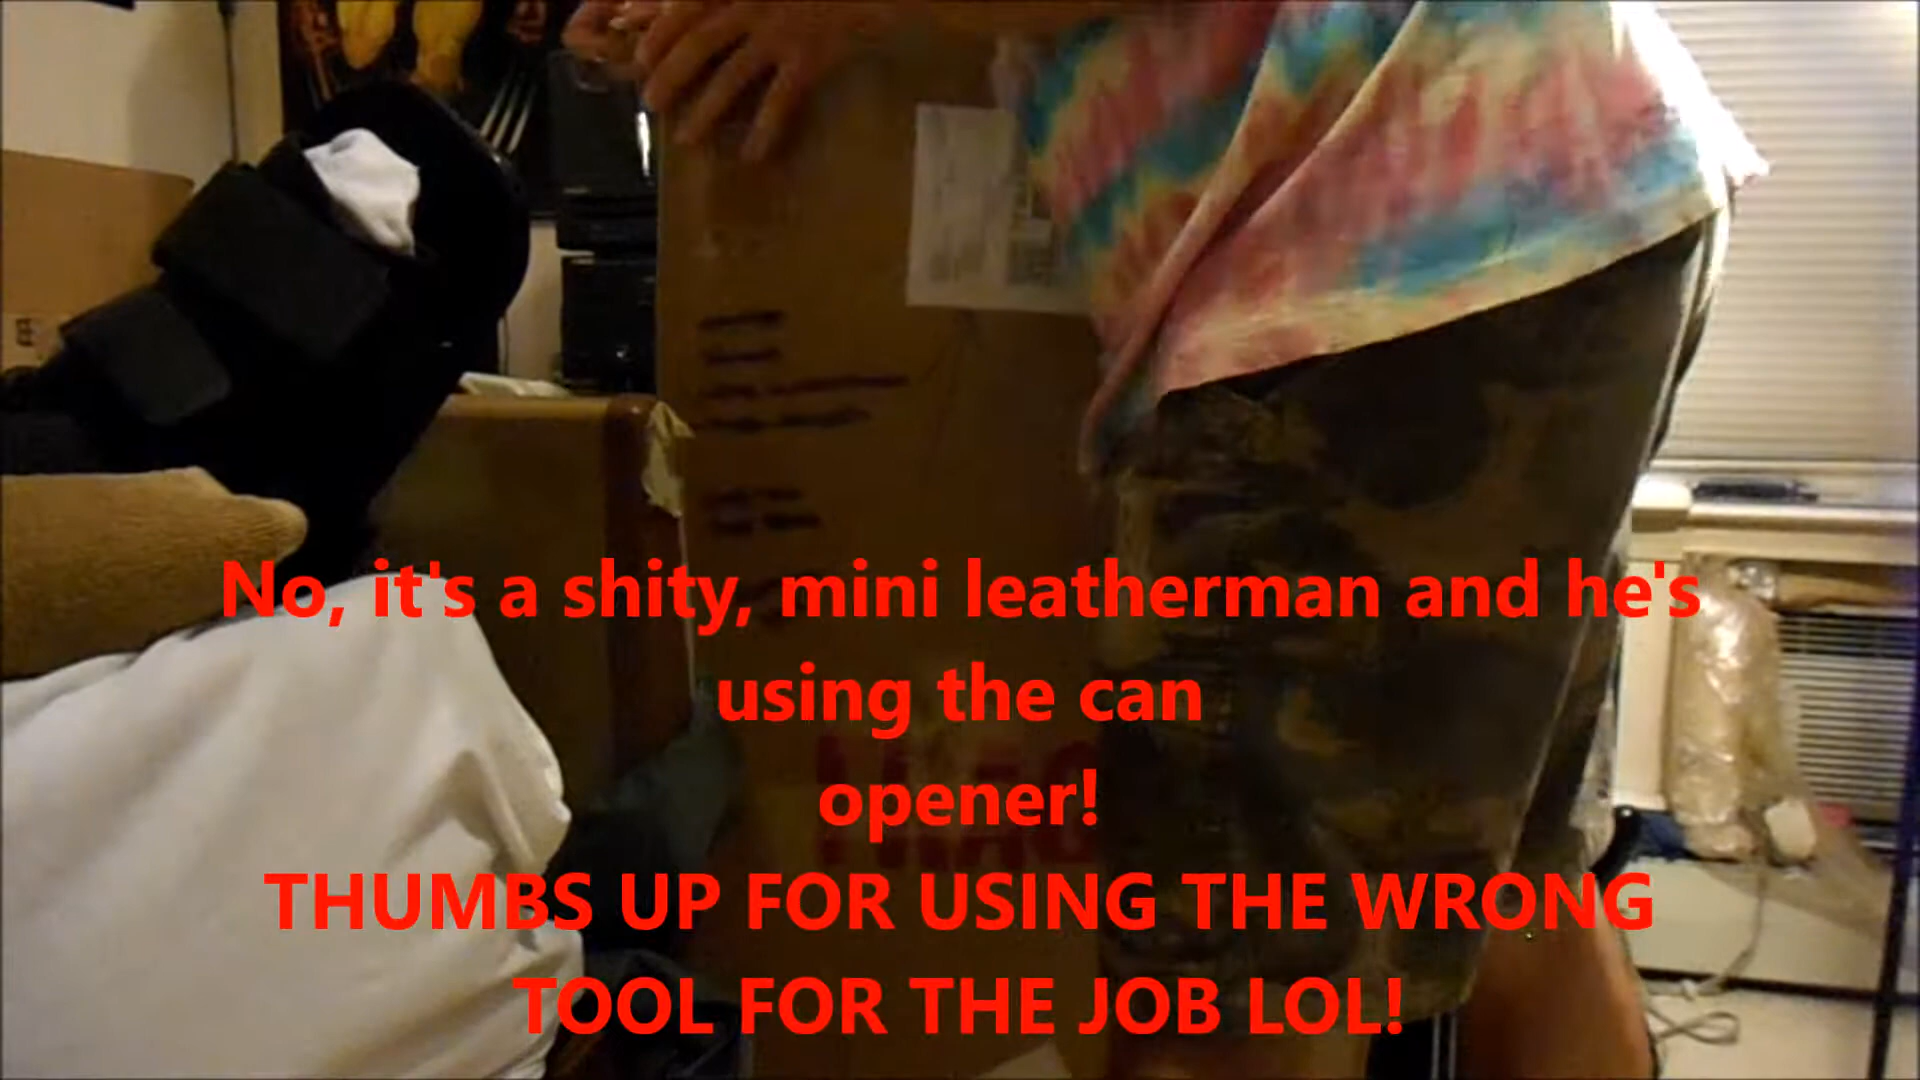 No, it's a shity, mini leatherman and he's
using the can
opener!
THUMBS UP FOR USING THE WRONG
TOOL FOR THE JOB LOL!